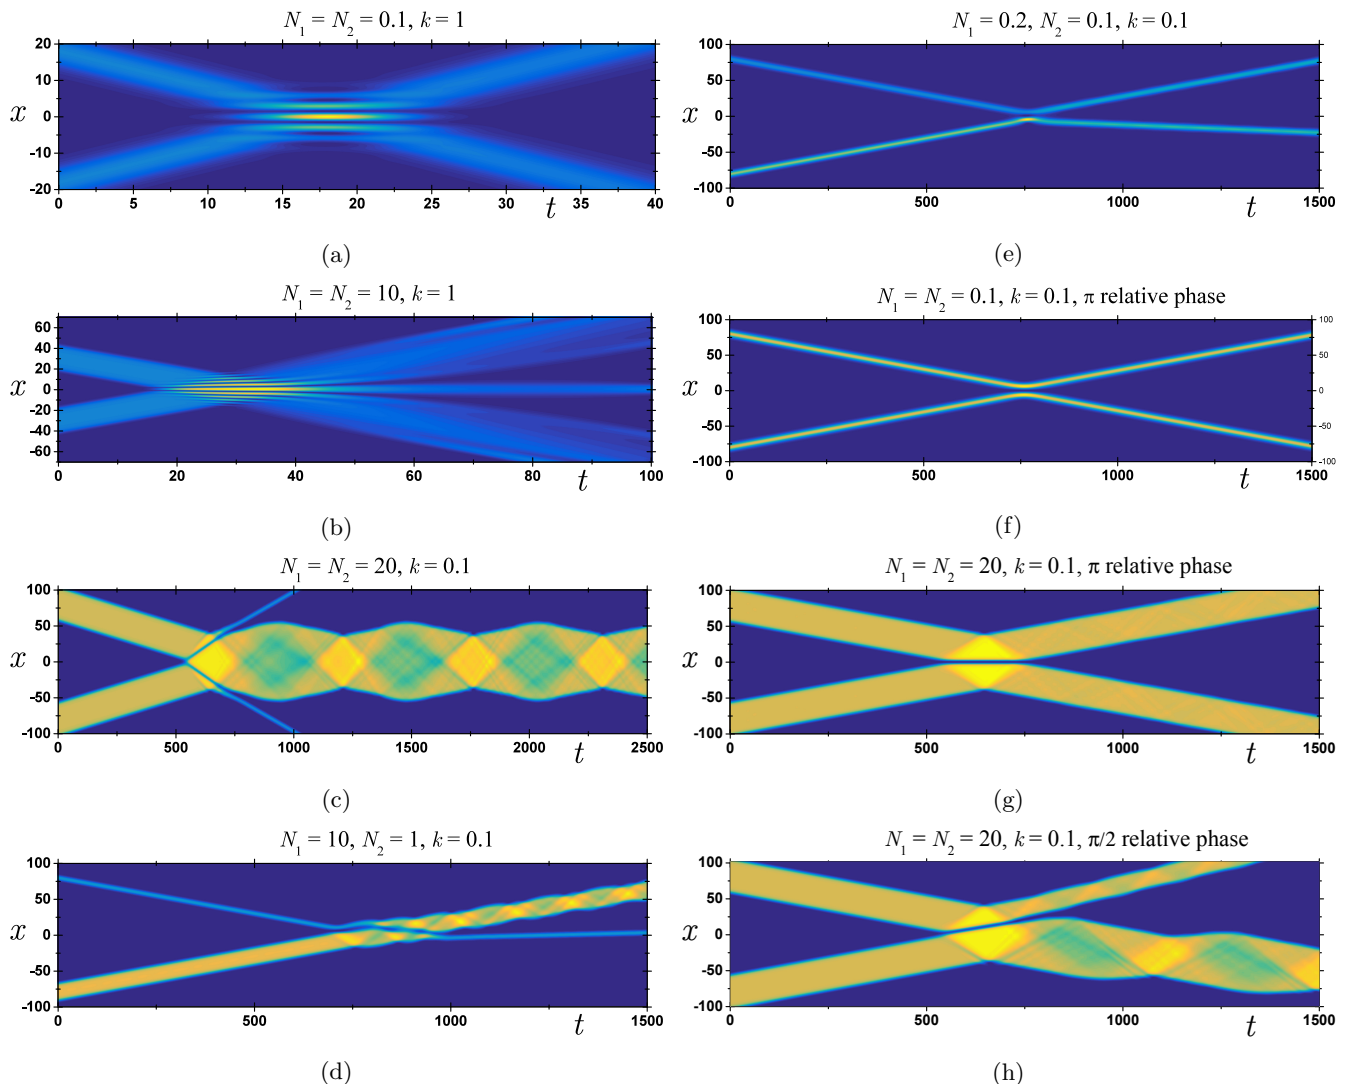 N1 = N2 = 0.1, k = 1
20
10
x
0
-10
-20
0 5 10 15 20 25 30 35 40
t
(a)
N1 = N2 = 10, k = 1
60
40
20
x
0
-20
-40
-60
0 20 40 60 80 100
t
(b)
N1 = N2 = 20, k = 0.1
100
50
x
0
-50
-100
0 500 1000 1500 2000 2500
t
(c)
N1 = 10, N2 = 1, k = 0.1
100
50
x
0
-50
-100
0 500 1000 1500
t
(d)
N1 = 0.2, N2 = 0.1, k = 0.1
100
50
x
0
-50
-100
0 500 1000 1500
t
(e)
N1 = N2 = 0.1, k = 0.1, π relative phase
100 100
50 50
x
0 0
-50 -50
-100 -100
0 500 1000 1500
t
(f)
N1 = N2 = 20, k = 0.1, π relative phase
100
50
x
0
-50
-100
0 500 1000 1500
t
(g)
N1 = N2 = 20, k = 0.1, π/2 relative phase
100
50
x
0
-50
-100
0 500 1000 1500
t
(h)